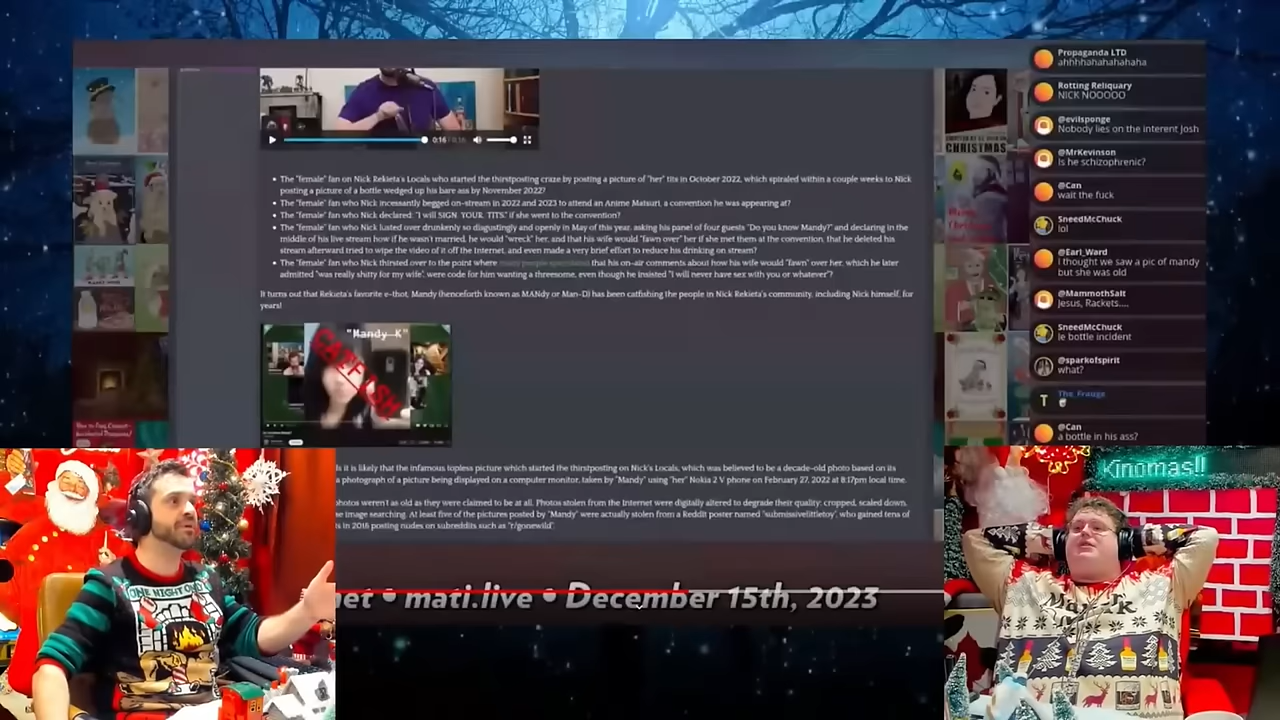 0:16
The "female" fan on Nick Rekieta's Locals who started the thirstposting craze by posting a picture of "her" tits in October 2022, which spiraled within a couple weeks to Nick
posting a picture of a bottle wedged up his bare ass by November 2022?
The "female" fan who Nick incessantly begged on-stream in 2022 and 2023 to attend an Anime Matsuri, a convention he was appearing at?
The "female" fan who Nick declared: "I will SIGN. YOUR. TITS." if she went to the convention?
The "female" fan who Nick lusted over drunkenly so disgustingly and openly in May of this year, asking his panel of four guests "Do you know Mandy?" and declaring in the
middle of his live stream how if he wasn't married, he would "wreck" her, and that his wife would "fawn over" her if she met them at the convention, that he deleted his
stream afterward tried to wipe the video of it off the Internet, and even made a very brief effort to reduce his drinking on stream?
The "female" fan who Nick thirsted over to the point where that his on-air comments about how his wife would "fawn" over her, which he later
admitted "was really shitty for my wife", were code for him wanting a threesome, even though he insisted "I will never have sex with you or whatever"?
It turns out that Rekieta's favorite e-thot, Mandy (henceforth known as MANdy or Man-D) has been catfishing the people in Nick Rekieta's community, including Nick himself, for
years!
"Mandy K"
CATFISH
ls it is likely that the infamous topless picture which started the thirstposting on Nick's Locals, which was believed to be a decade-old photo based on its
a photograph of a picture being displayed on a computer monitor, taken by "Mandy" using "her" Nokia 2 V phone on February 27, 2022 at 8:17pm local time.
photos weren't as old as they were claimed to be at all. Photos stolen from the Internet were digitally altered to degrade their quality: cropped, scaled down,
se image searching. At least five of the pictures posted by "Mandy" were actually stolen from a Reddit poster named "submissivelittletoy", who gained tens of
s in 2016 posting nudes on subreddits such as "r/gonewild".
CHRISTMAS
Propaganda LTD
ahhhhahahahaha
Rotting Reliquary
NICK NOOOOO
@evilsponge
Nobody lies on the interent Josh
@MrKevinson
Is he schizophrenic?
@Can
wait the fuck
SneedMcChuck
lol
@Earl_Ward
I thought we saw a pic of mandy
but she was old
@MammothSalt
Jesus, Rackets....
SneedMcChuck
le bottle incident
@sparkofspirit
what?
T
The_Frauge
@Can
a bottle in his ass?
net • mati.live • December 15th, 2023
Kinomas!!
ONE NIGHT ONLY